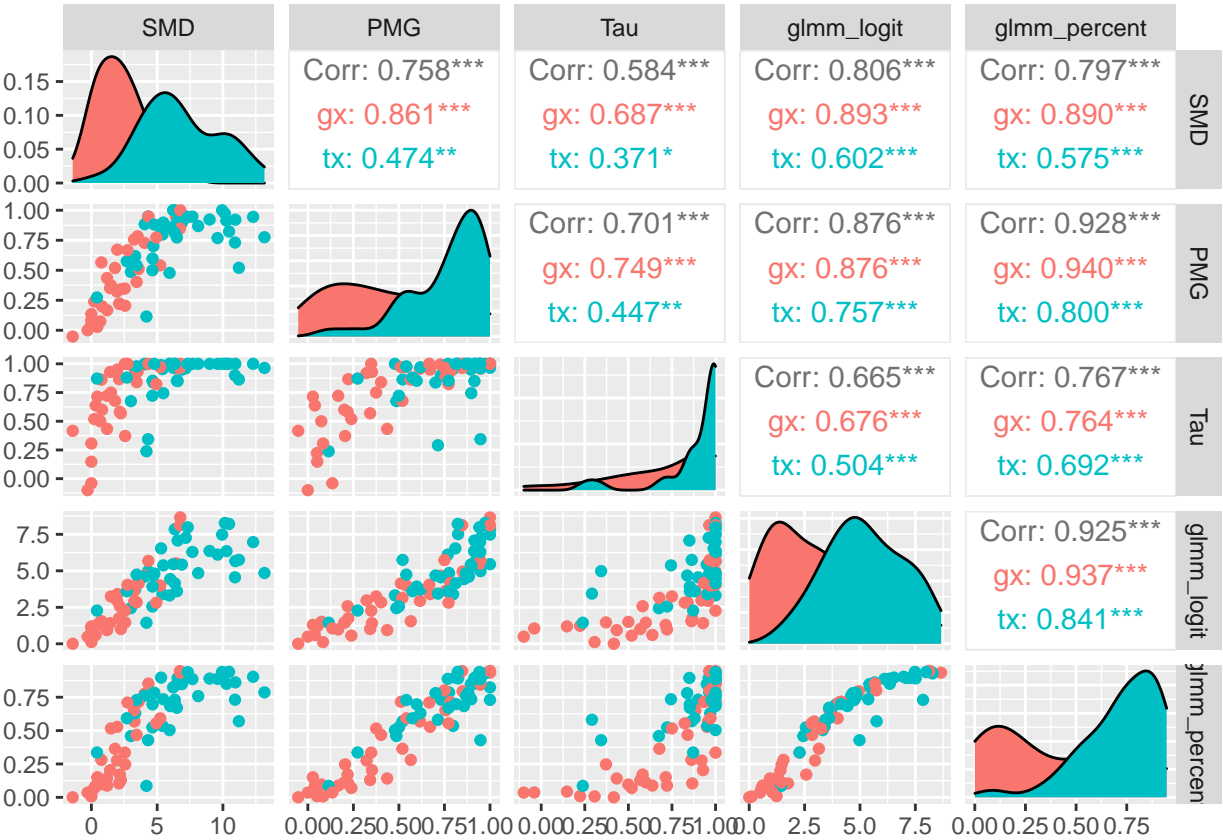 SMD PMG Tau glmm_logit glmm_percent
0.15
0.10
0.05
0.00
Corr: 0.758***
gx: 0.861***
tx: 0.474**
Corr: 0.584***
gx: 0.687***
tx: 0.371*
Corr: 0.806***
gx: 0.893***
tx: 0.602***
Corr: 0.797***
gx: 0.890***
tx: 0.575***
SMD
1.00
0.75
0.50
0.25
0.00
Corr: 0.701***
gx: 0.749***
tx: 0.447**
Corr: 0.876***
gx: 0.876***
tx: 0.757***
Corr: 0.928***
gx: 0.940***
tx: 0.800***
PMG
1.00
0.75
0.50
0.25
0.00
Corr: 0.665***
gx: 0.676***
tx: 0.504***
Corr: 0.767***
gx: 0.764***
tx: 0.692***
Tau
7.5
5.0
2.5
0.0
Corr: 0.925***
gx: 0.937***
tx: 0.841***
glmm_logit
0.75
0.50
0.25
0.00
glmm_percent
0 5 10
0.00 0.25 0.50 0.75 1.00
0.00 0.25 0.50 0.75 1.00
0.0 2.5 5.0 7.5
0.00 0.25 0.50 0.75